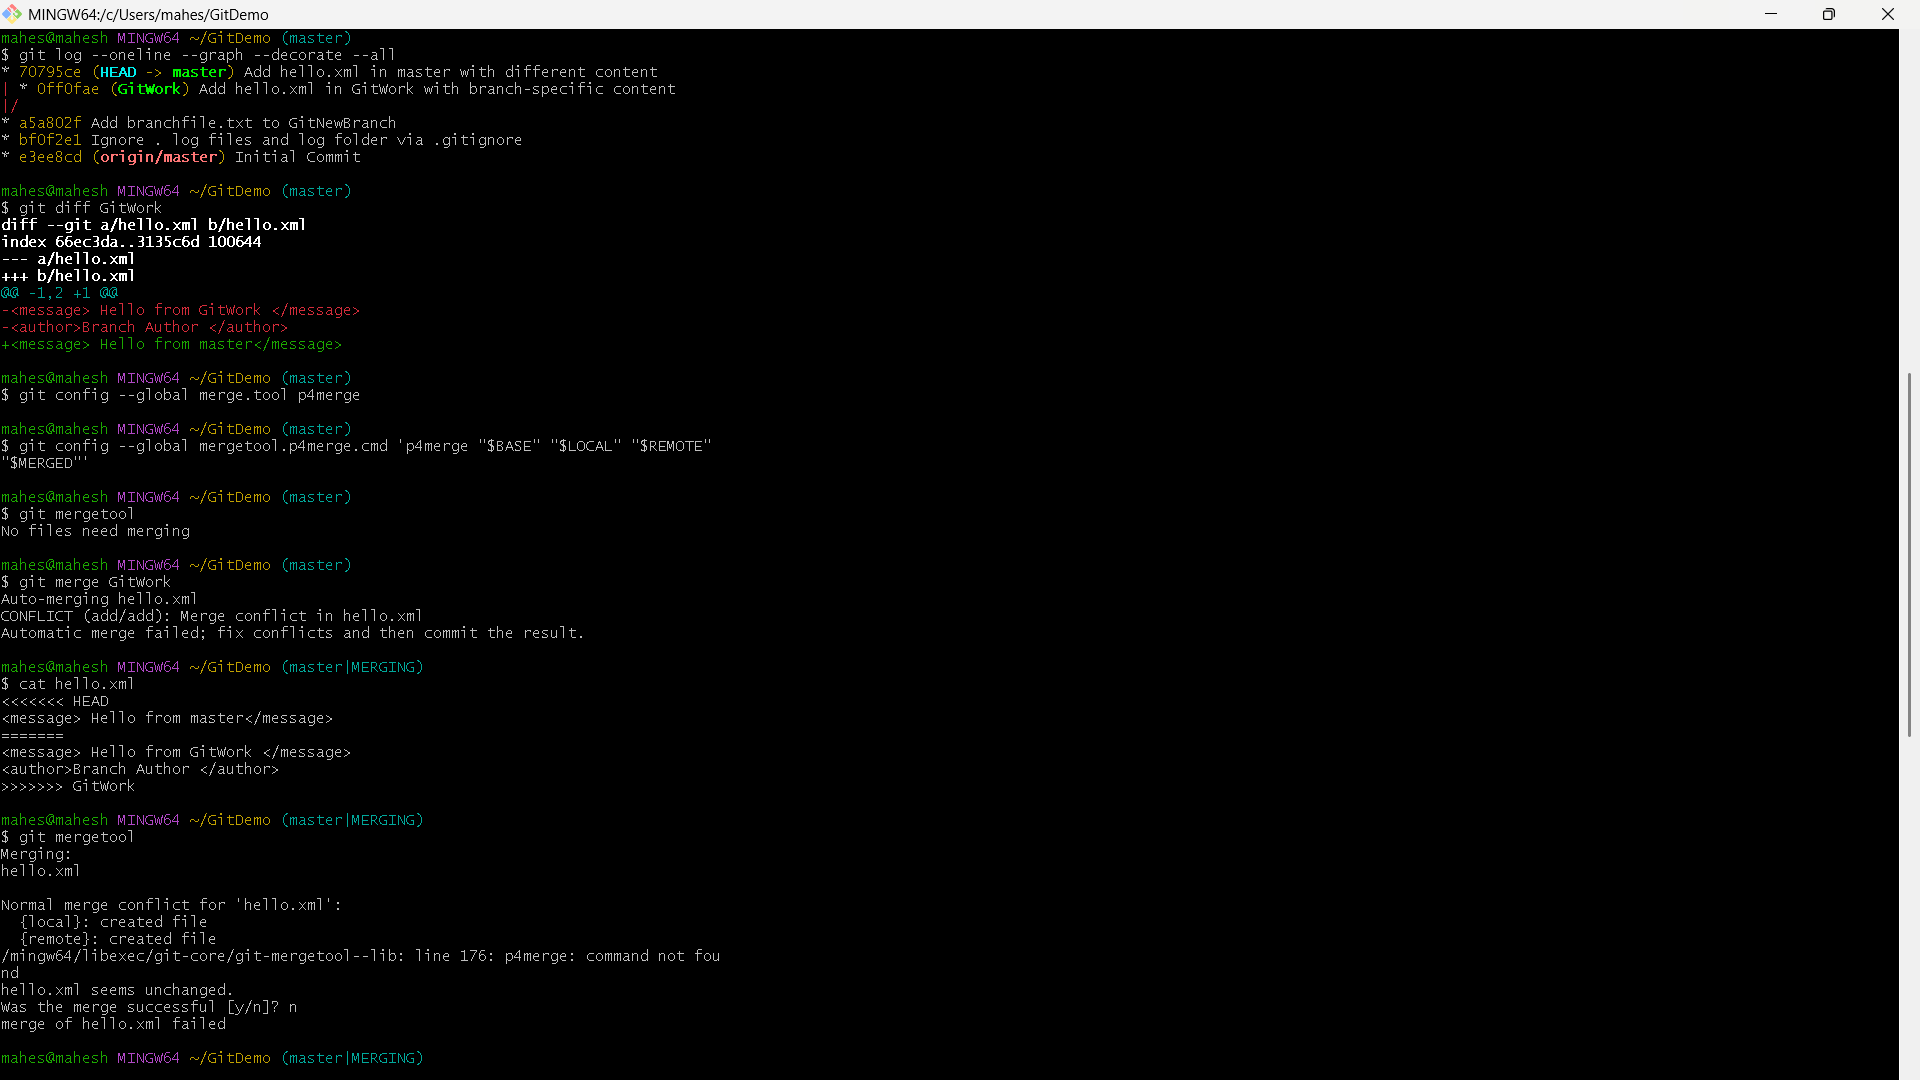 MINGW64:/c/Users/mahes/GitDemo
mahes@mahesh MINGW64 ~/GitDemo (master)
$ git log --oneline --graph --decorate --all
* 70795ce (HEAD -> master) Add hello.xml in master with different content
| * 0ff0fae (GitWork) Add hello.xml in GitWork with branch-specific content
|/
* a5a802f Add branchfile.txt to GitNewBranch
* bf0f2e1 Ignore . log files and log folder via .gitignore
* e3ee8cd (origin/master) Initial Commit
mahes@mahesh MINGW64 ~/GitDemo (master)
$ git diff GitWork
diff --git a/hello.xml b/hello.xml
index 66ec3da..3135c6d 100644
--- a/hello.xml
+++ b/hello.xml
@@ -1,2 +1 @@
-<message> Hello from GitWork </message>
-<author>Branch Author </author>
+<message> Hello from master</message>
mahes@mahesh MINGW64 ~/GitDemo (master)
$ git config --global merge.tool p4merge
mahes@mahesh MINGW64 ~/GitDemo (master)
$ git config --global mergetool.p4merge.cmd 'p4merge "$BASE" "$LOCAL" "$REMOTE"
"$MERGED"'
mahes@mahesh MINGW64 ~/GitDemo (master)
$ git mergetool
No files need merging
mahes@mahesh MINGW64 ~/GitDemo (master)
$ git merge GitWork
Auto-merging hello.xml
CONFLICT (add/add): Merge conflict in hello.xml
Automatic merge failed; fix conflicts and then commit the result.
mahes@mahesh MINGW64 ~/GitDemo (master|MERGING)
$ cat hello.xml
<<<<<<< HEAD
<message> Hello from master</message>
=======
<message> Hello from GitWork </message>
<author>Branch Author </author>
>>>>>>> GitWork
mahes@mahesh MINGW64 ~/GitDemo (master|MERGING)
$ git mergetool
Merging:
hello.xml
Normal merge conflict for 'hello.xml':
  {local}: created file
  {remote}: created file
/mingw64/libexec/git-core/git-mergetool--lib: line 176: p4merge: command not fou
nd
hello.xml seems unchanged.
Was the merge successful [y/n]? n
merge of hello.xml failed
mahes@mahesh MINGW64 ~/GitDemo (master|MERGING)